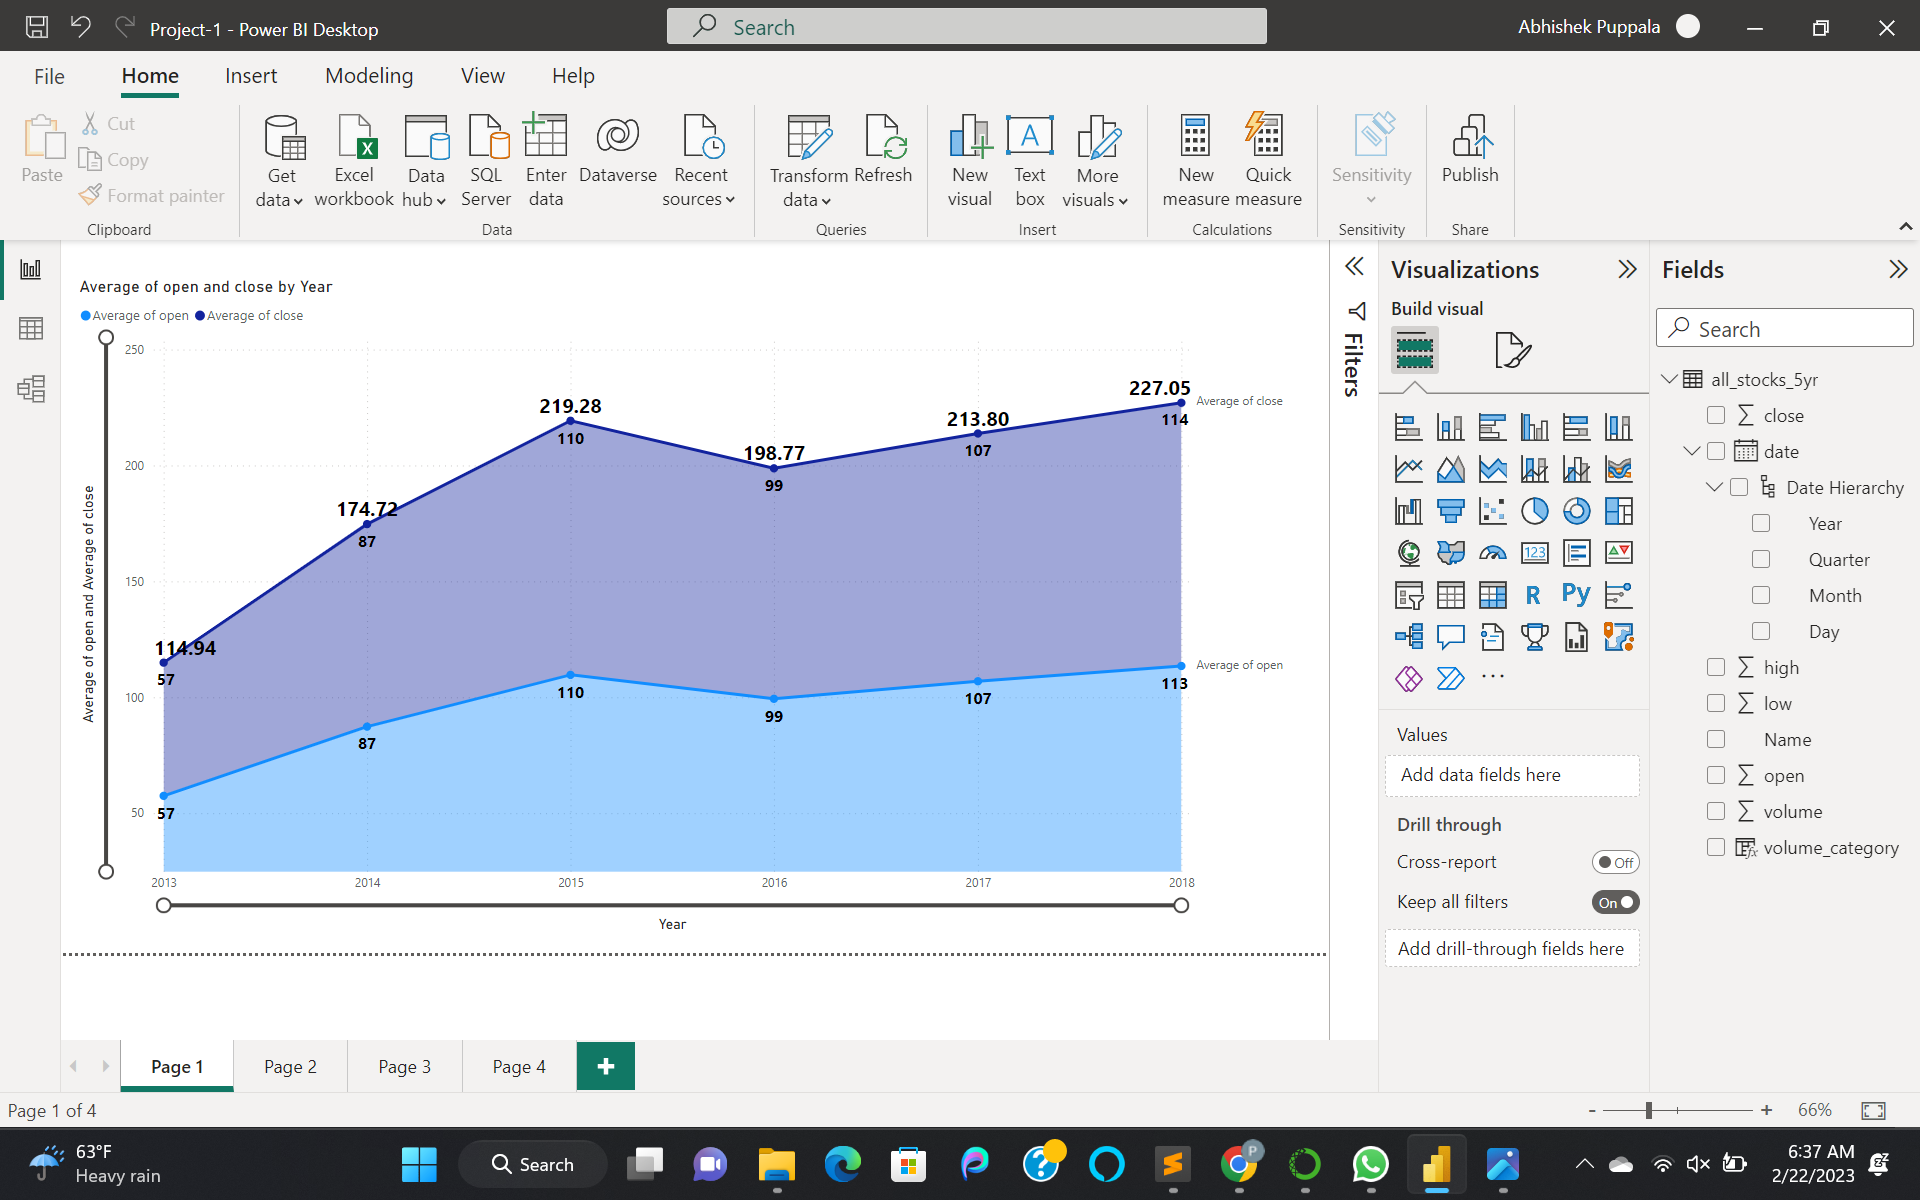 Project-1 - Power BI Desktop
Search
Abhishek Puppala
File
Home
Insert
Modeling
View
Help
Paste
Cut
Copy
Format painter
Clipboard
Get data
Excel workbook
Data hub
SQL Server
Enter data
Dataverse
Recent sources
Data
Transform data
Refresh
Queries
New visual
A
Text box
More visuals
Insert
New measure
Quick measure
Calculations
Sensitivity
Sensitivity
Publish
Share
Average of open and close by Year
Average of open
Average of close
Average of open and Average of close
250
200
150
100
50
114.94
57
57
174.72
87
87
219.28
110
110
198.77
99
99
213.80
107
107
227.05
114
113
Average of close
Average of open
2013
2014
2015
2016
2017
2018
Year
Filters
Visualizations
Build visual
123
R
Py
...
Values
Add data fields here
Drill through
Cross-report
Off
Keep all filters
On
Add drill-through fields here
Fields
Search
all_stocks_5yr
close
date
Date Hierarchy
Year
Quarter
Month
Day
high
low
Name
open
volume
volume_category
Page 1
Page 2
Page 3
Page 4
+
Page 1 of 4
-
+
66%
63°F
Heavy rain
Search
P
6:37 AM
2/22/2023